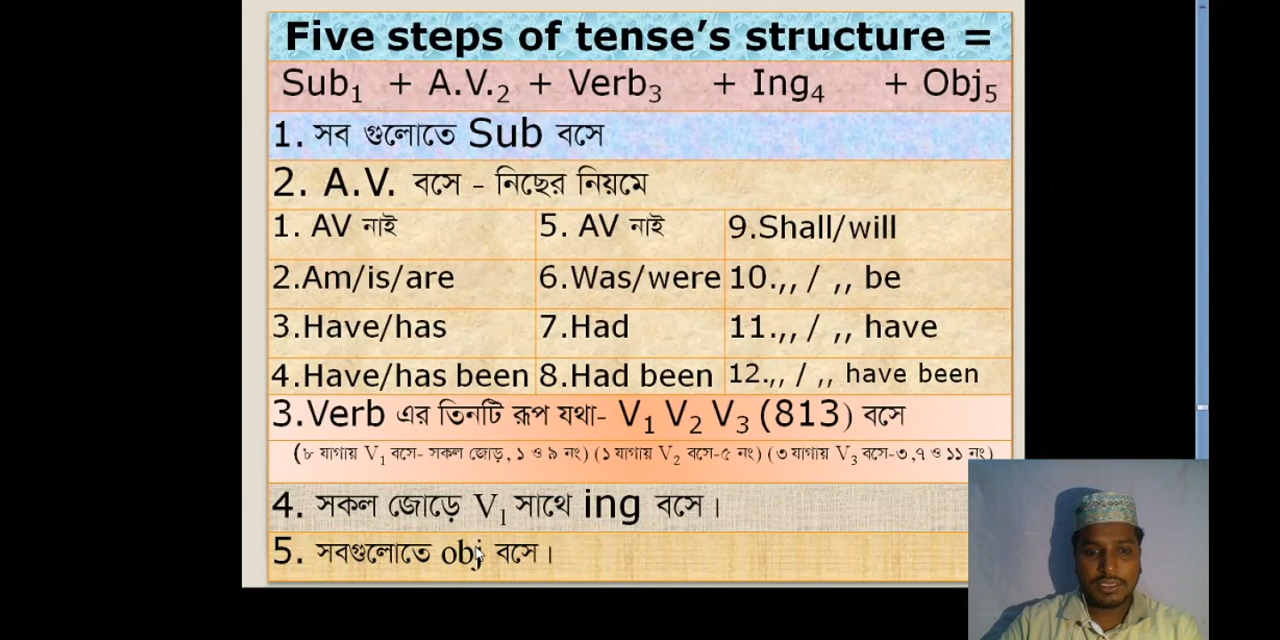 Five steps of tense's structure =
Sub₁ + A.V.₂ + Verb₃ + Ing₄ + Obj₅
1. সব গুলোতে Sub বসে
2. A.V. বসে - নিছের নিয়মে
1. AV নাই 5. AV নাই 9.Shall/will
2.Am/is/are 6.Was/were 10.,, / ,, be
3.Have/has 7.Had 11.,, / ,, have
4.Have/has been 8.Had been 12.,, / ,, have been
3.Verb এর তিনটি রূপ যথা- V₁ V₂ V₃ (813) বসে
(৮ যাগায় V₁ বসে- সকল জোড়, ১ ও ৯ নং) (১ যাগায় V₂ বসে-৫ নং) (৩ যাগায় V₃ বসে-৩,৭ ও ১১ নং)
4. সকল জোড়ে V₁ সাথে ing বসে।
5. সবগুলোতে obj বসে।